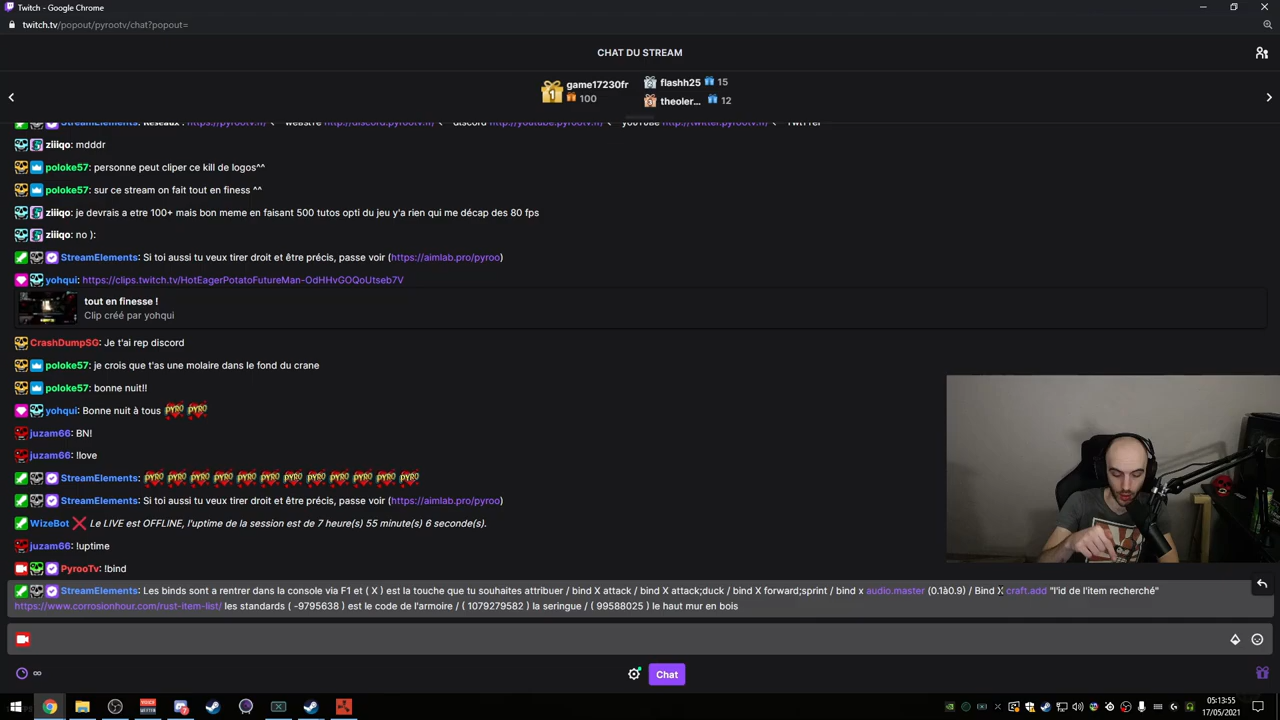 Twitch - Google Chrome
twitch.tv/popout/pyrootv/chat?popout=
CHAT DU STREAM
game17230fr
100
flashh25 15
theoler... 12
ziiiqo: mdddr
poloke57: personne peut cliper ce kill de logos^^
poloke57: sur ce stream on fait tout en finess ^^
ziiiqo: je devrais a etre 100+ mais bon meme en faisant 500 tutos opti du jeu y'a rien qui me décap des 80 fps
ziiiqo: no ):
StreamElements: Si toi aussi tu veux tirer droit et être précis, passe voir (https://aimlab.pro/pyroo)
yohqui: https://clips.twitch.tv/HotEagerPotatoFutureMan-OdHHvGOQoUtseb7V
tout en finesse !
Clip créé par yohqui
CrashDumpSG: Je t'ai rep discord
poloke57: je crois que t'as une molaire dans le fond du crane
poloke57: bonne nuit!!
yohqui: Bonne nuit à tous
juzam66: BN!
juzam66: !love
StreamElements:
StreamElements: Si toi aussi tu veux tirer droit et être précis, passe voir (https://aimlab.pro/pyroo)
WizeBot Le LIVE est OFFLINE, l'uptime de la session est de 7 heure(s) 55 minute(s) 6 seconde(s).
juzam66: !uptime
PyrooTv: !bind
StreamElements: Les binds sont a rentrer dans la console via F1 et ( X ) est la touche que tu souhaites attribuer / bind X attack / bind X attack;duck / bind X forward;sprint / bind x audio.master (0.1à0.9) / Bind X craft.add "l'id de l'item recherché"
https://www.corrosionhour.com/rust-item-list/ les standards ( -9795638 ) est le code de l'armoire / ( 1079279582 ) la seringue / ( 99588025 ) le haut mur en bois
∞
Chat
05:13:55
17/05/2021